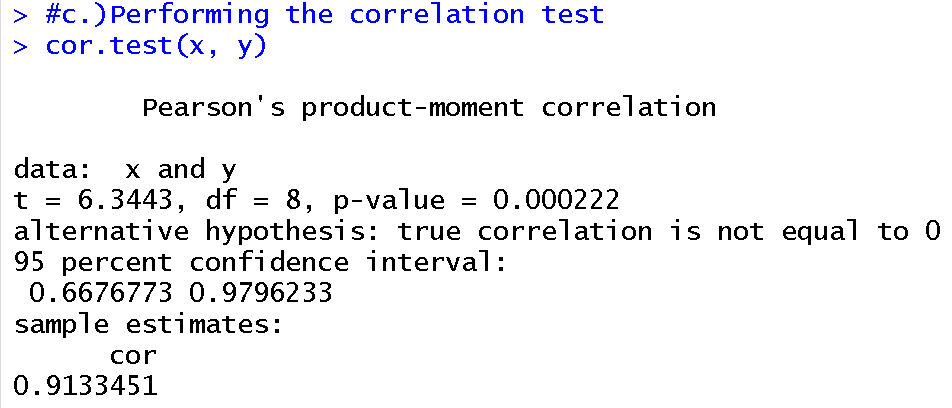 > #c.)Performing the correlation test
> cor.test(x, y)
Pearson's product-moment correlation
data:  x and y
t = 6.3443, df = 8, p-value = 0.000222
alternative hypothesis: true correlation is not equal to 0
95 percent confidence interval:
 0.6676773 0.9796233
sample estimates:
cor
0.9133451